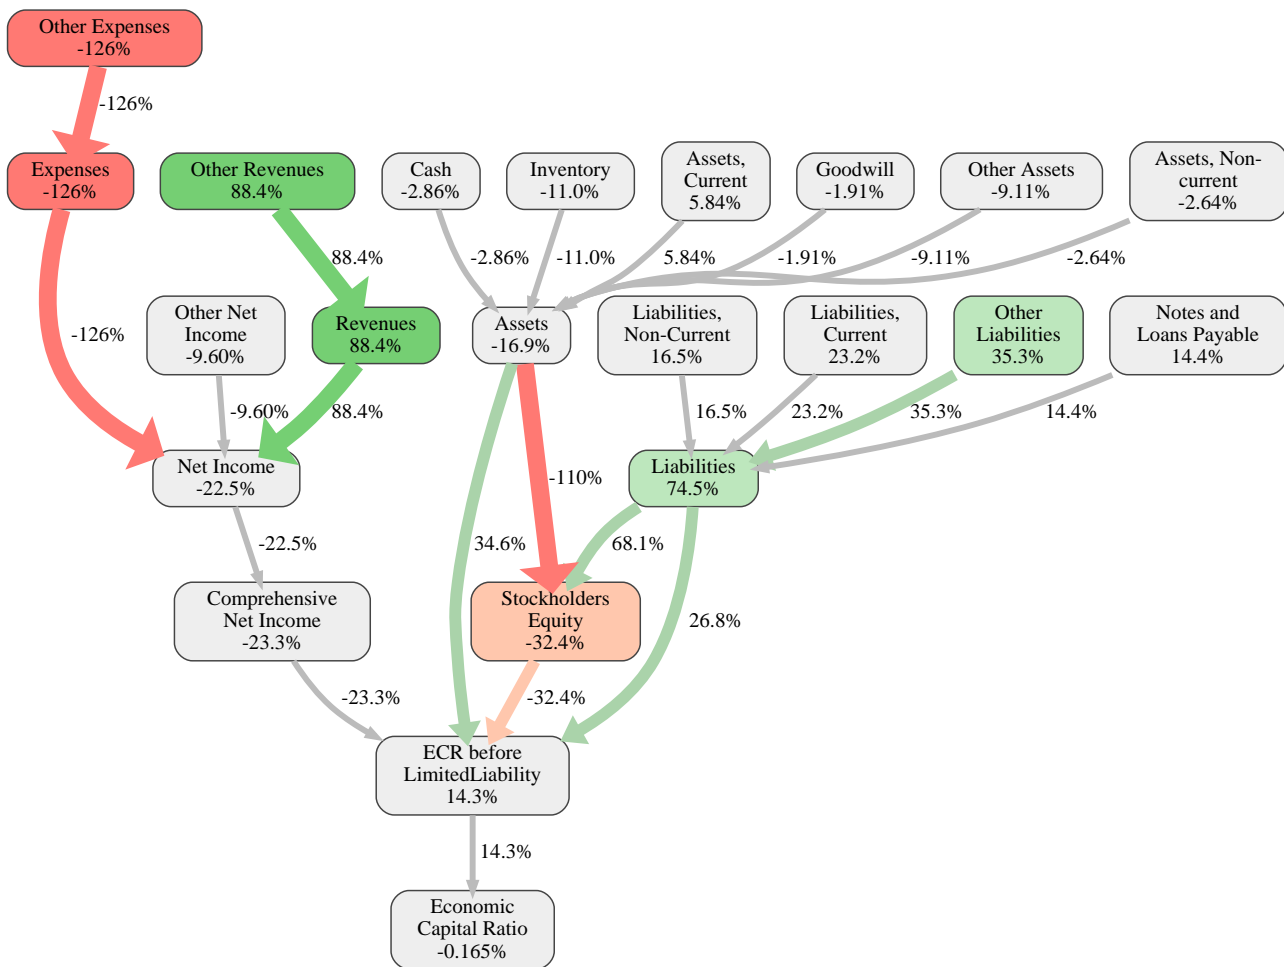 Other Expenses
-126%
-126%
Expenses
-126%
Other Revenues
88.4%
Cash
-2.86%
Inventory
-11.0%
Assets,
Current
5.84%
Goodwill
-1.91%
Other Assets
-9.11%
Assets, Non-
current
-2.64%
88.4%
-2.86%
-11.0%
5.84%
-1.91%
-9.11%
-2.64%
-126%
Other Net
Income
-9.60%
Revenues
88.4%
Assets
-16.9%
Liabilities,
Non-Current
16.5%
Liabilities,
Current
23.2%
Other
Liabilities
35.3%
Notes and
Loans Payable
14.4%
-9.60%
88.4%
16.5%
23.2%
35.3%
14.4%
Net Income
-22.5%
-110%
Liabilities
74.5%
-22.5%
34.6%
68.1%
26.8%
Comprehensive
Net Income
-23.3%
Stockholders
Equity
-32.4%
-23.3%
-32.4%
ECR before
LimitedLiability
14.3%
14.3%
Economic
Capital Ratio
-0.165%